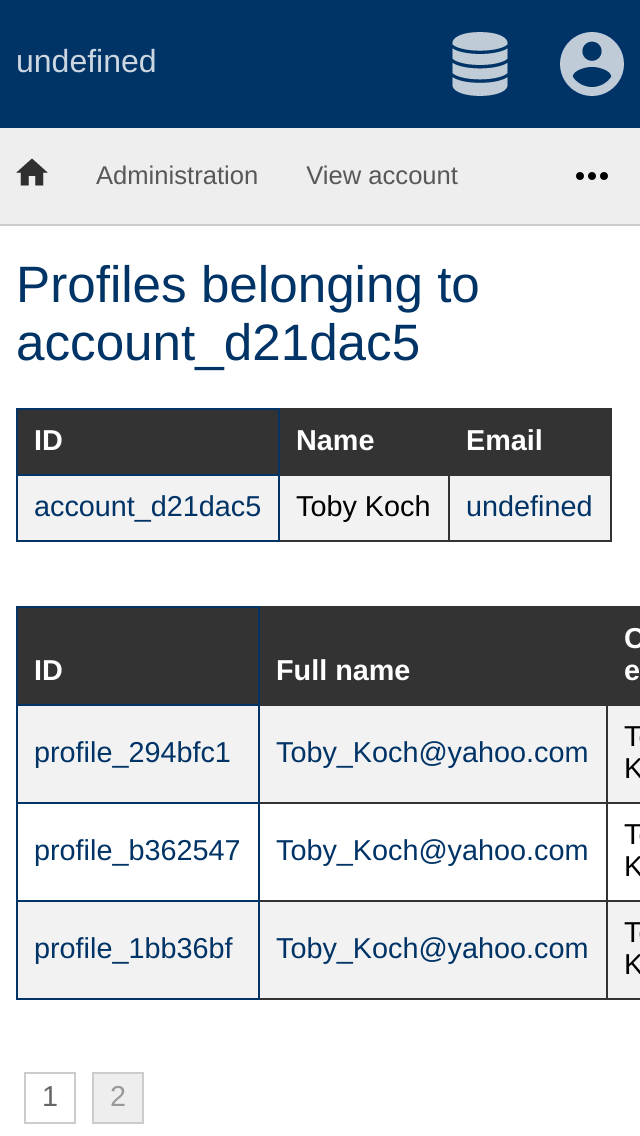 undefined
Administration View account
Profiles belonging to
account_d21dac5
ID Name Email
account_d21dac5 Toby Koch undefined
ID Full name
profile_294bfc1 Toby_Koch@yahoo.com
profile_b362547 Toby_Koch@yahoo.com
profile_1bb36bf Toby_Koch@yahoo.com
1 2